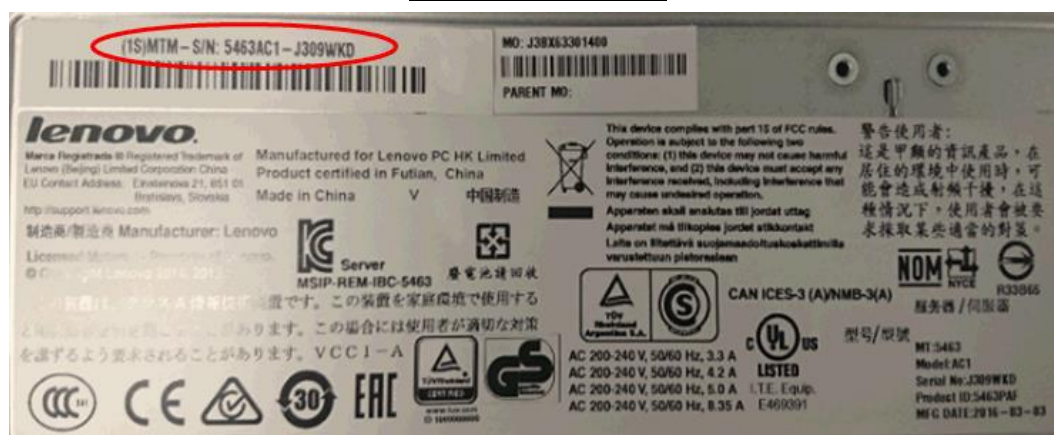 (1S)MTM – S/N: 5463AC1 – J309WKD
MO: J3BX63301400
PARENT MO:
lenovo.
Marca Registrada ® Registered Trademark of
Lenovo (Beijing) Limited Corporation China
EU Contact Address: Einsteinova 21, 851 01
Bratislava, Slovakia
http://support.lenovo.com
制造商/製造商 Manufacturer: Lenovo
Manufactured for Lenovo PC HK Limited
Product certified in Futian, China
Made in China V 中国制造
Server
MSIP-REM-IBC-5463
廢電池請回收
この装置を家庭環境で使用する
あります。この場合には使用者が適切な対策
を講ずるよう要求されることがあります。VCCI–A
This device complies with part 15 of FCC rules.
Operation is subject to the following two
conditions: (1) this device may not cause harmful
interference, and (2) this device must accept any
interference received, including interference that
may cause undesired operation.
Apparaten skall anslutas till jordat uttag
Apparatet må tilkoples jordet stikkontakt
Laite on liitettävä suojamaadoituskoskettimilla
varustettuun pistorasiaan
警告使用者:
這是甲類的資訊產品,在
居住的環境中使用時,可
能會造成射頻干擾,在這
種情況下,使用者會被要
求採取某些適當的對策。
TÜV
Rheinland
Argentina S.A.
S
CAN ICES-3 (A)/NMB-3(A)
NOM
NYCE
R33865
服务器/伺服器
AC 200-240 V, 50/60 Hz, 3.3 A
AC 200-240 V, 50/60 Hz, 4.2 A
AC 200-240 V, 50/60 Hz, 5.0 A
AC 200-240 V, 50/60 Hz, 8.35 A
c UL us
LISTED
I.T.E. Equip.
E469391
型号/型號
MT:5463
Model:AC1
Serial No:J309WKD
Product ID:5463PAF
MFG DATE:2016-03-03
CCC
CE
30
EAC
TÜVRheinland
CERTIFIED
www.tuv.com
GS